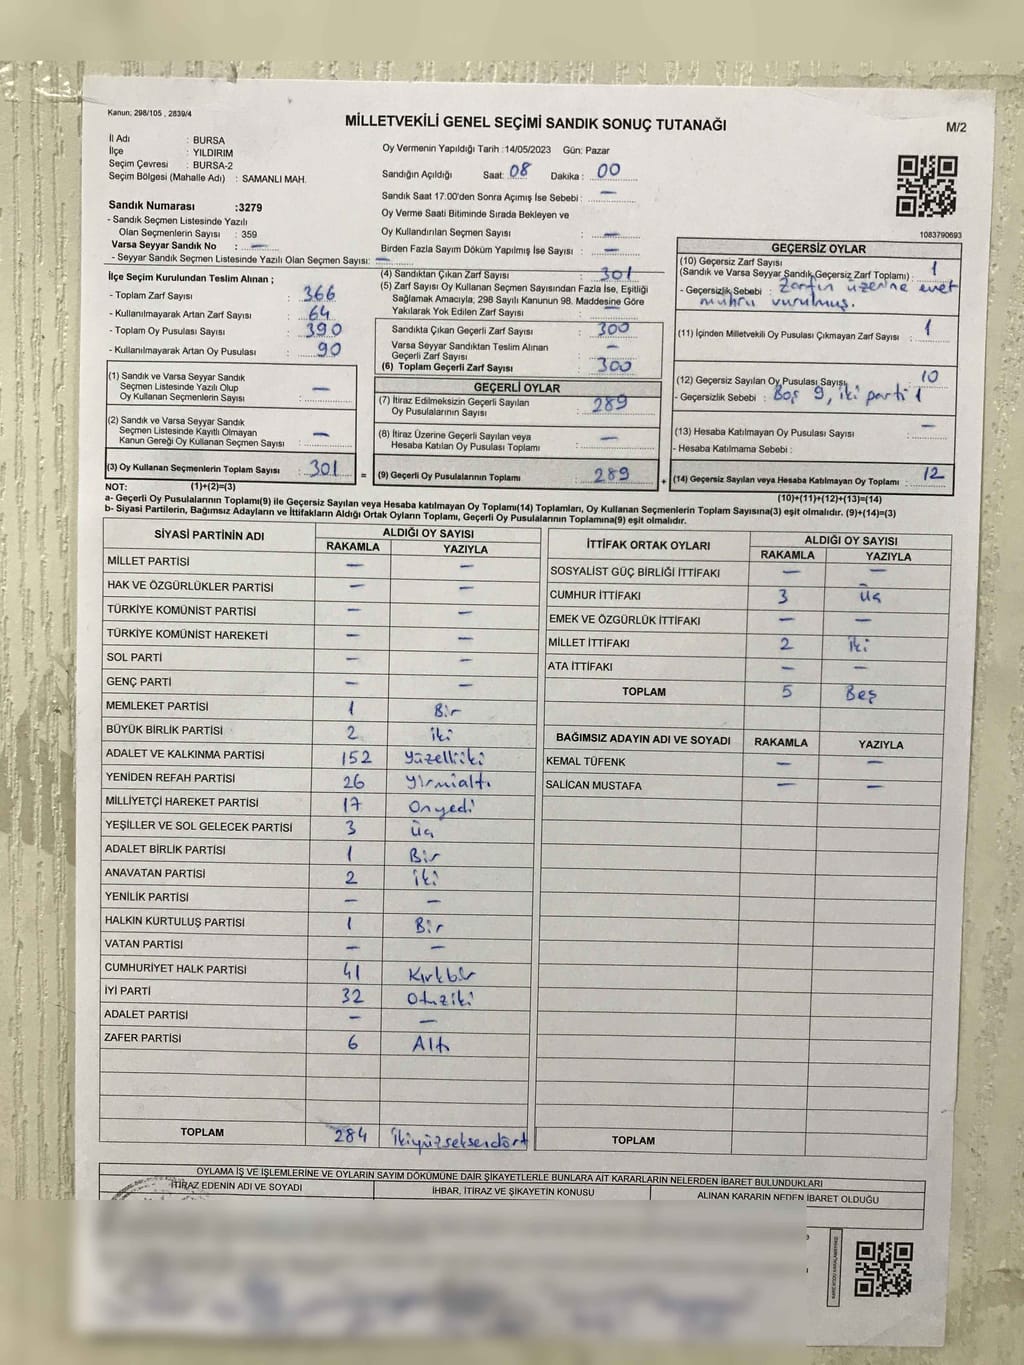 Kanun; 298/105 , 2839/4
MİLLETVEKİLİ GENEL SEÇİMİ SANDIK SONUÇ TUTANAĞI
M/2
İl Adı : BURSA
İlçe : YILDIRIM
Seçim Çevresi : BURSA-2
Seçim Bölgesi (Mahalle Adı) : SAMANLI MAH.
Sandık Numarası :3279
- Sandık Seçmen Listesinde Yazılı
Olan Seçmenlerin Sayısı : 359
Varsa Seyyar Sandık No : —
- Seyyar Sandık Seçmen Listesinde Yazılı Olan Seçmen Sayısı: —
Oy Vermenin Yapıldığı Tarih :14/05/2023 Gün: Pazar
Sandığın Açıldığı Saat: 08 Dakika : 00
Sandık Saat 17:00'den Sonra Açımış İse Sebebi : —
Oy Verme Saati Bitiminde Sırada Bekleyen ve
Oy Kullandırılan Seçmen Sayısı : —
Birden Fazla Sayım Döküm Yapılmış İse Sayısı : —
1083790693
İlçe Seçim Kurulundan Teslim Alınan ;
- Toplam Zarf Sayısı : 366
- Kullanılmayarak Artan Zarf Sayısı : 64
- Toplam Oy Pusulası Sayısı : 390
- Kullanılmayarak Artan Oy Pusulası : 90
(1) Sandık ve Varsa Seyyar Sandık
Seçmen Listesinde Yazılı Olup
Oy Kullanan Seçmenlerin Sayısı : —
(2) Sandık ve Varsa Seyyar Sandık
Seçmen Listesinde Kayıtlı Olmayan
Kanun Gereği Oy Kullanan Seçmen Sayısı : —
(3) Oy Kullanan Seçmenlerin Toplam Sayısı : 301
(4) Sandıktan Çıkan Zarf Sayısı : 301
(5) Zarf Sayısı Oy Kullanan Seçmen Sayısından Fazla İse, Eşitliği
Sağlamak Amacıyla; 298 Sayılı Kanunun 98. Maddesine Göre
Yakılarak Yok Edilen Zarf Sayısı : —
Sandıkta Çıkan Geçerli Zarf Sayısı : 300
Varsa Seyyar Sandıktan Teslim Alınan
Geçerli Zarf Sayısı : —
(6) Toplam Geçerli Zarf Sayısı : 300
GEÇERLİ OYLAR
(7) İtiraz Edilmeksizin Geçerli Sayılan
Oy Pusulalarının Sayısı : 289
(8) İtiraz Üzerine Geçerli Sayılan veya
Hesaba Katılan Oy Pusulaları Toplamı : —
= (9) Geçerli Oy Pusulalarının Toplamı : 289
GEÇERSİZ OYLAR
(10) Geçersiz Zarf Sayısı
(Sandık ve Varsa Seyyar Sandık Geçersiz Zarf Toplamı) : 1
- Geçersizlik Sebebi : Zarfın üzerine evet
mührü vurulmuş.
(11) İçinden Milletvekili Oy Pusulası Çıkmayan Zarf Sayısı : 1
(12) Geçersiz Sayılan Oy Pusulası Sayısı : 10
- Geçersizlik Sebebi : Boş 9, iki parti 1
(13) Hesaba Katılmayan Oy Pusulası Sayısı : —
- Hesaba Katılmama Sebebi :
+ (14) Geçersiz Sayılan veya Hesaba Katılmayan Oy Toplamı : 12
NOT: (1)+(2)=(3) (10)+(11)+(12)+(13)=(14)
a- Geçerli Oy Pusulalarının Toplamı(9) ile Geçersiz Sayılan veya Hesaba katılmayan Oy Toplamı(14) Toplamları, Oy Kullanan Seçmenlerin Toplam Sayısına(3) eşit olmalıdır. (9)+(14)=(3)
b- Siyasi Partilerin, Bağımsız Adayların ve İttifakların Aldığı Ortak Oyların Toplamı, Geçerli Oy Pusulalarının Toplamına(9) eşit olmalıdır.
SİYASİ PARTİNİN ADI ALDIĞI OY SAYISI
RAKAMLA YAZIYLA
MİLLET PARTİSİ — —
HAK VE ÖZGÜRLÜKLER PARTİSİ — —
TÜRKİYE KOMÜNİST PARTİSİ — —
TÜRKİYE KOMÜNİST HAREKETİ — —
SOL PARTİ — —
GENÇ PARTİ — —
MEMLEKET PARTİSİ 1 Bir
BÜYÜK BİRLİK PARTİSİ 2 iki
ADALET VE KALKINMA PARTİSİ 152 Yüzelliiki
YENİDEN REFAH PARTİSİ 26 Yirmialtı
MİLLİYETÇİ HAREKET PARTİSİ 17 Onyedi
YEŞİLLER VE SOL GELECEK PARTİSİ 3 Üç
ADALET BİRLİK PARTİSİ 1 Bir
ANAVATAN PARTİSİ 2 İki
YENİLİK PARTİSİ — —
HALKIN KURTULUŞ PARTİSİ 1 Bir
VATAN PARTİSİ — —
CUMHURİYET HALK PARTİSİ 41 Kırkbir
İYİ PARTİ 32 Otuziki
ADALET PARTİSİ — —
ZAFER PARTİSİ 6 Altı
TOPLAM 284 İkiyüzseksendört
İTTİFAK ORTAK OYLARI ALDIĞI OY SAYISI
RAKAMLA YAZIYLA
SOSYALİST GÜÇ BİRLİĞİ İTTİFAKI — —
CUMHUR İTTİFAKI 3 Üç
EMEK VE ÖZGÜRLÜK İTTİFAKI — —
MİLLET İTTİFAKI 2 İki
ATA İTTİFAKI — —
TOPLAM 5 Beş
BAĞIMSIZ ADAYIN ADI VE SOYADI RAKAMLA YAZIYLA
KEMAL TÜFENK — —
SALİCAN MUSTAFA — —
TOPLAM
OYLAMA İŞ VE İŞLEMLERİNE VE OYLARIN SAYIM DÖKÜMÜNE DAİR ŞİKAYETLERLE BUNLARA AİT KARARLARIN NELERDEN İBARET BULUNDUKLARI
İTİRAZ EDENİN ADI VE SOYADI İHBAR, İTİRAZ VE ŞİKAYETİN KONUSU ALINAN KARARIN NEDEN İBARET OLDUĞU